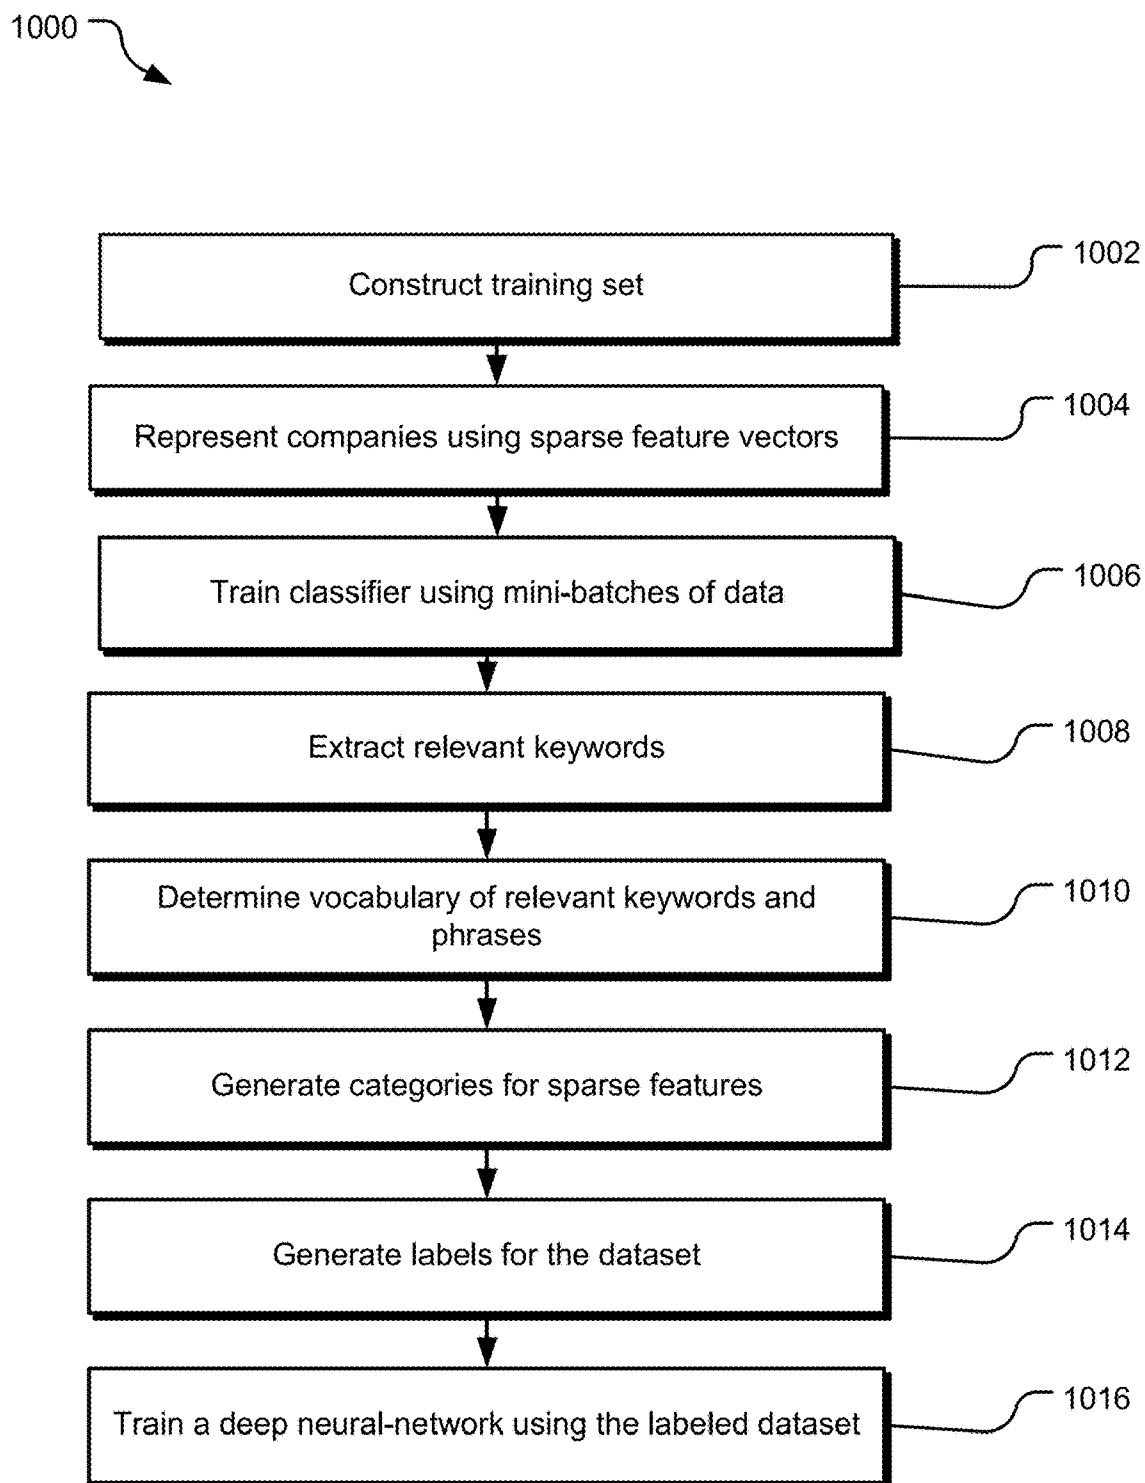 1000
Construct training set
1002
Represent companies using sparse feature vectors
1004
Train classifier using mini-batches of data
1006
Extract relevant keywords
1008
Determine vocabulary of relevant keywords and
phrases
1010
Generate categories for sparse features
1012
Generate labels for the dataset
1014
Train a deep neural-network using the labeled dataset
1016